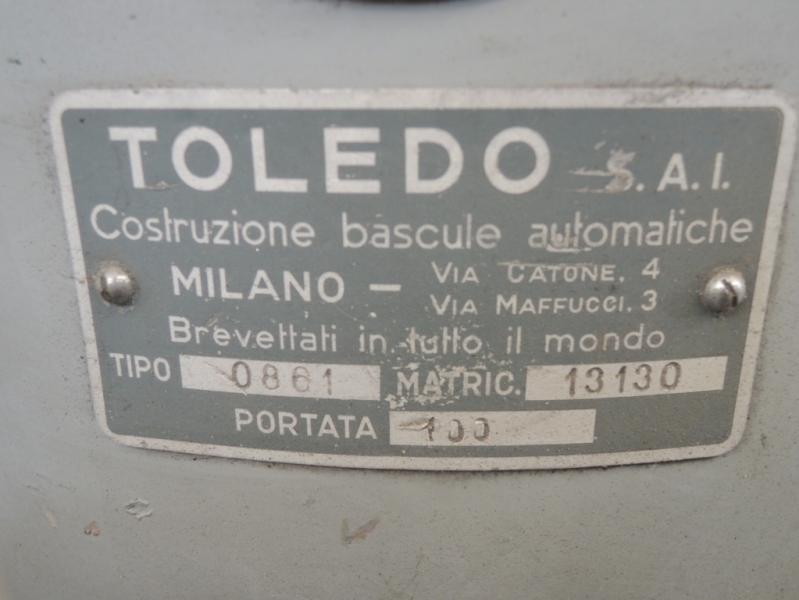 TOLEDO S.A.I.
Costruzione bascule automatiche
MILANO - VIA CATONE, 4
VIA MAFFUCCI, 3
Brevettati in tutto il mondo
TIPO 0861 MATRIC. 13130
PORTATA 100